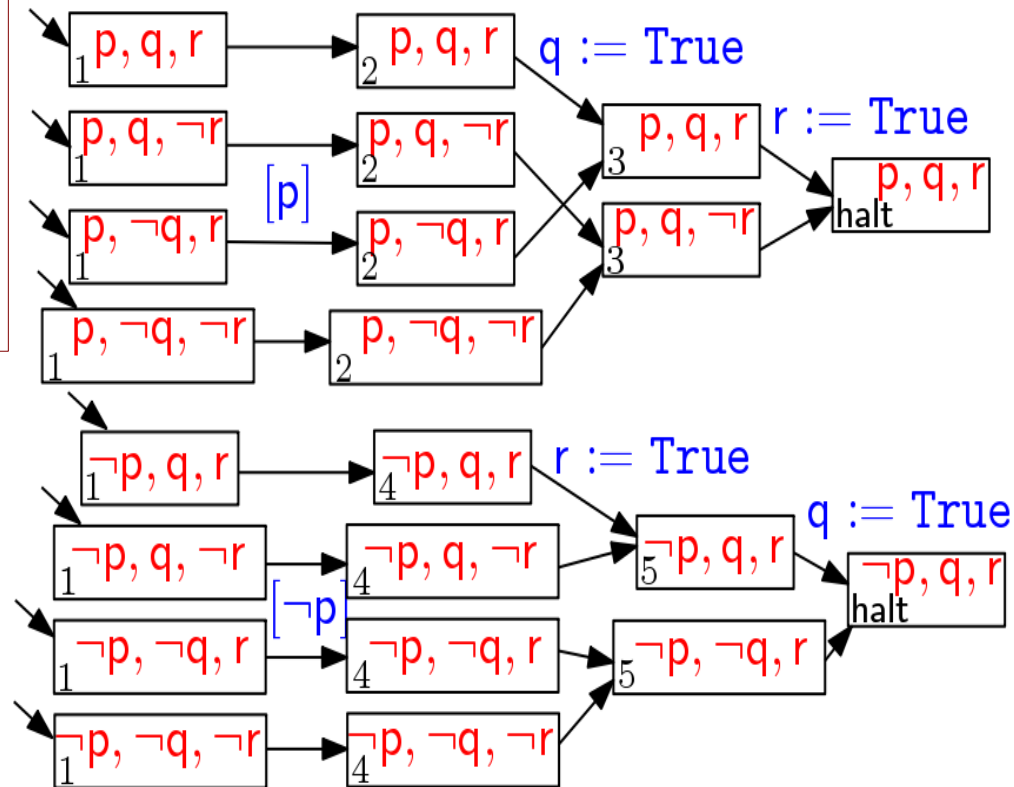 p, q, r
1
p, q, r
2
q := True
p, q, r
3
r := True
p, q, r
halt
p, q, ¬r
1
[p]
p, q, ¬r
2
p, ¬q, r
1
p, ¬q, r
2
p, q, ¬r
3
p, ¬q, ¬r
1
p, ¬q, ¬r
2
¬p, q, r
1
¬p, q, r
4
r := True
¬p, q, r
5
q := True
¬p, q, r
halt
¬p, q, ¬r
1
[¬p]
¬p, q, ¬r
4
¬p, ¬q, r
1
¬p, ¬q, r
4
¬p, ¬q, r
5
¬p, ¬q, ¬r
1
¬p, ¬q, ¬r
4